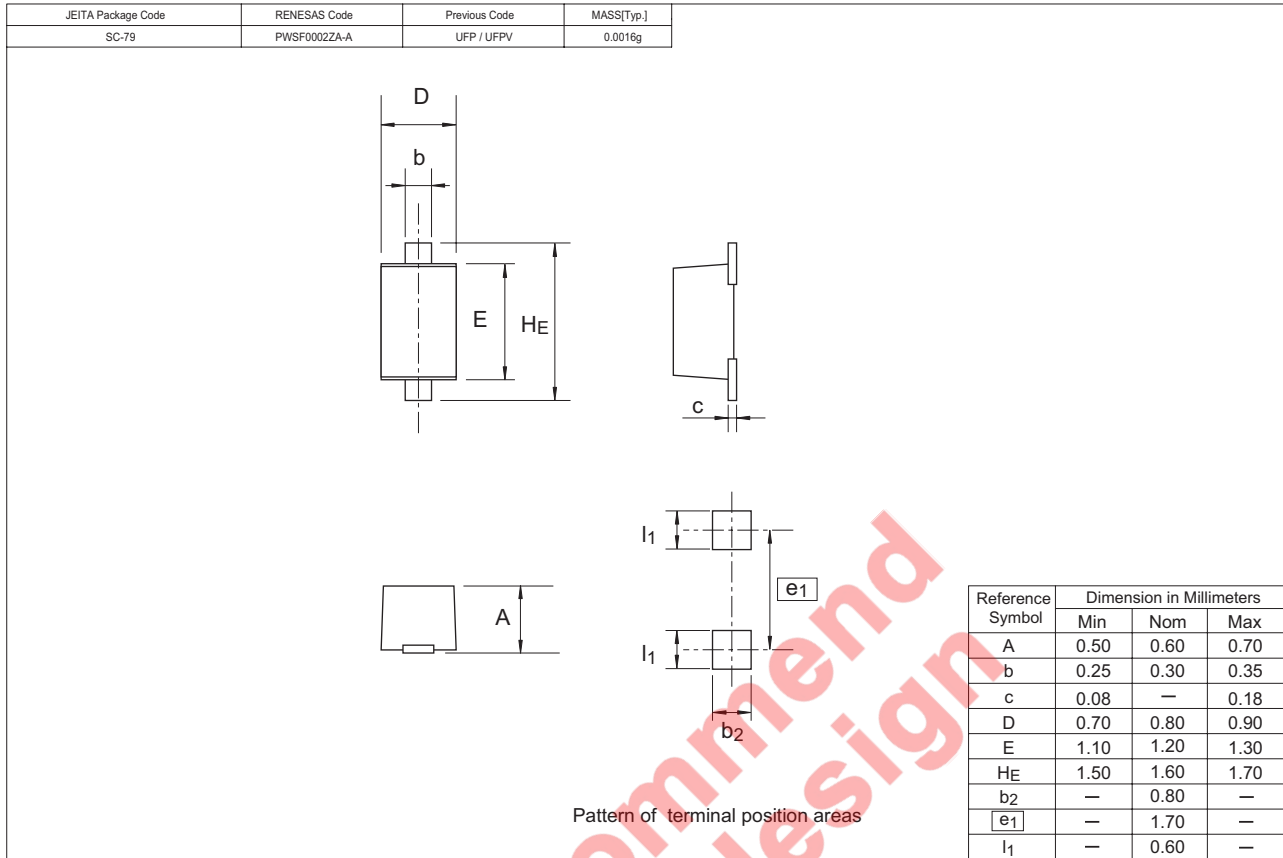 JEITA Package Code RENESAS Code Previous Code MASS[Typ.]
SC-79 PWSF0002ZA-A UFP / UFPV 0.0016g
D
b
E HE
c
l1
e1
A
l1
b2
Pattern of terminal position areas
ommend
design
Reference Symbol Dimension in Millimeters
Min Nom Max
A 0.50 0.60 0.70
b 0.25 0.30 0.35
c 0.08 — 0.18
D 0.70 0.80 0.90
E 1.10 1.20 1.30
HE 1.50 1.60 1.70
b2 — 0.80 —
e1 — 1.70 —
l1 — 0.60 —